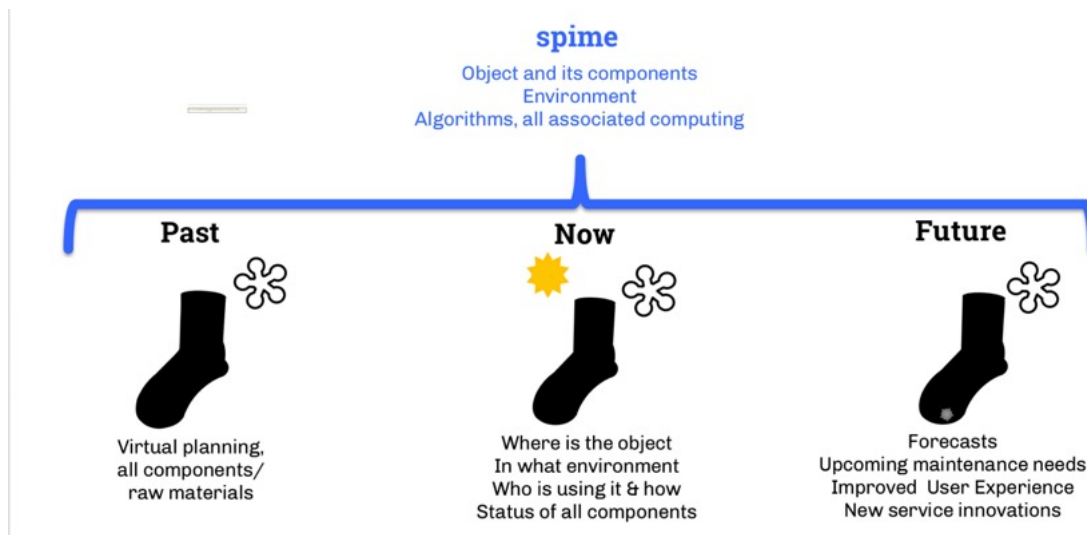 spime
Object and its components
Environment
Algorithms, all associated computing
Past
Virtual planning,
all components/
raw materials
Now
Where is the object
In what environment
Who is using it & how
Status of all components
Future
Forecasts
Upcoming maintenance needs
Improved User Experience
New service innovations